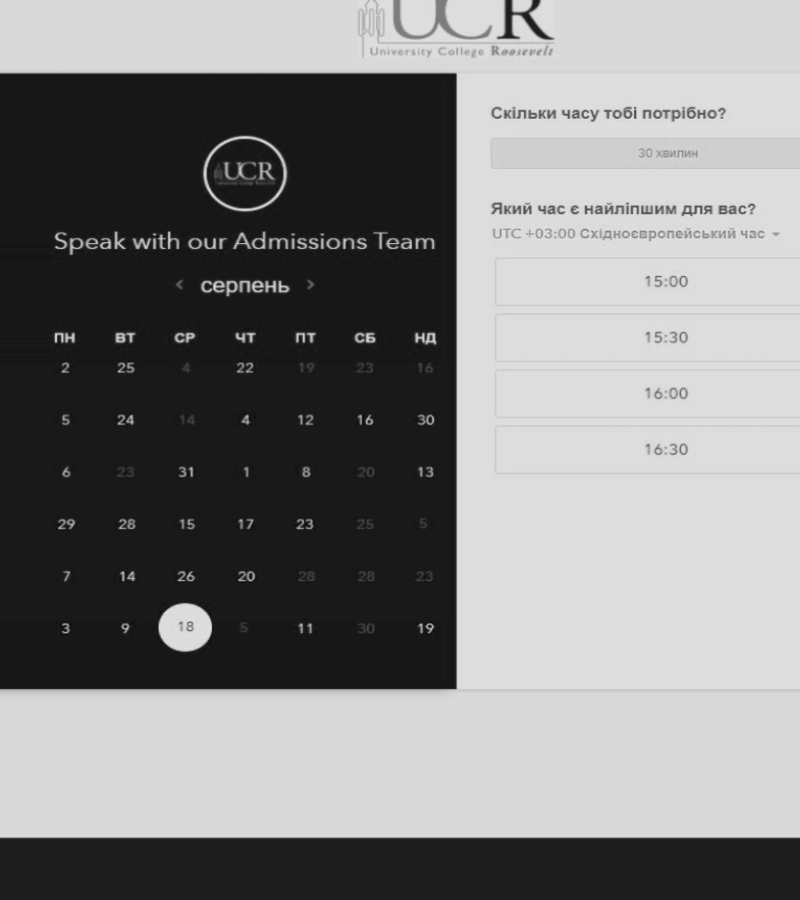 UCR
University College Roosevelt
UCR
Speak with our Admissions Team
< серпень >
ПН ВТ СР ЧТ ПТ СБ НД
2 25 4 22 19 23 16
5 24 14 4 12 16 30
6 23 31 1 8 20 13
29 28 15 17 23 25 5
7 14 26 20 28 28 23
3 9 18 5 11 30 19
Скільки часу тобі потрібно?
30 хвилин
Який час є найліпшим для вас?
UTC +03:00 Східноєвропейський час
15:00
15:30
16:00
16:30